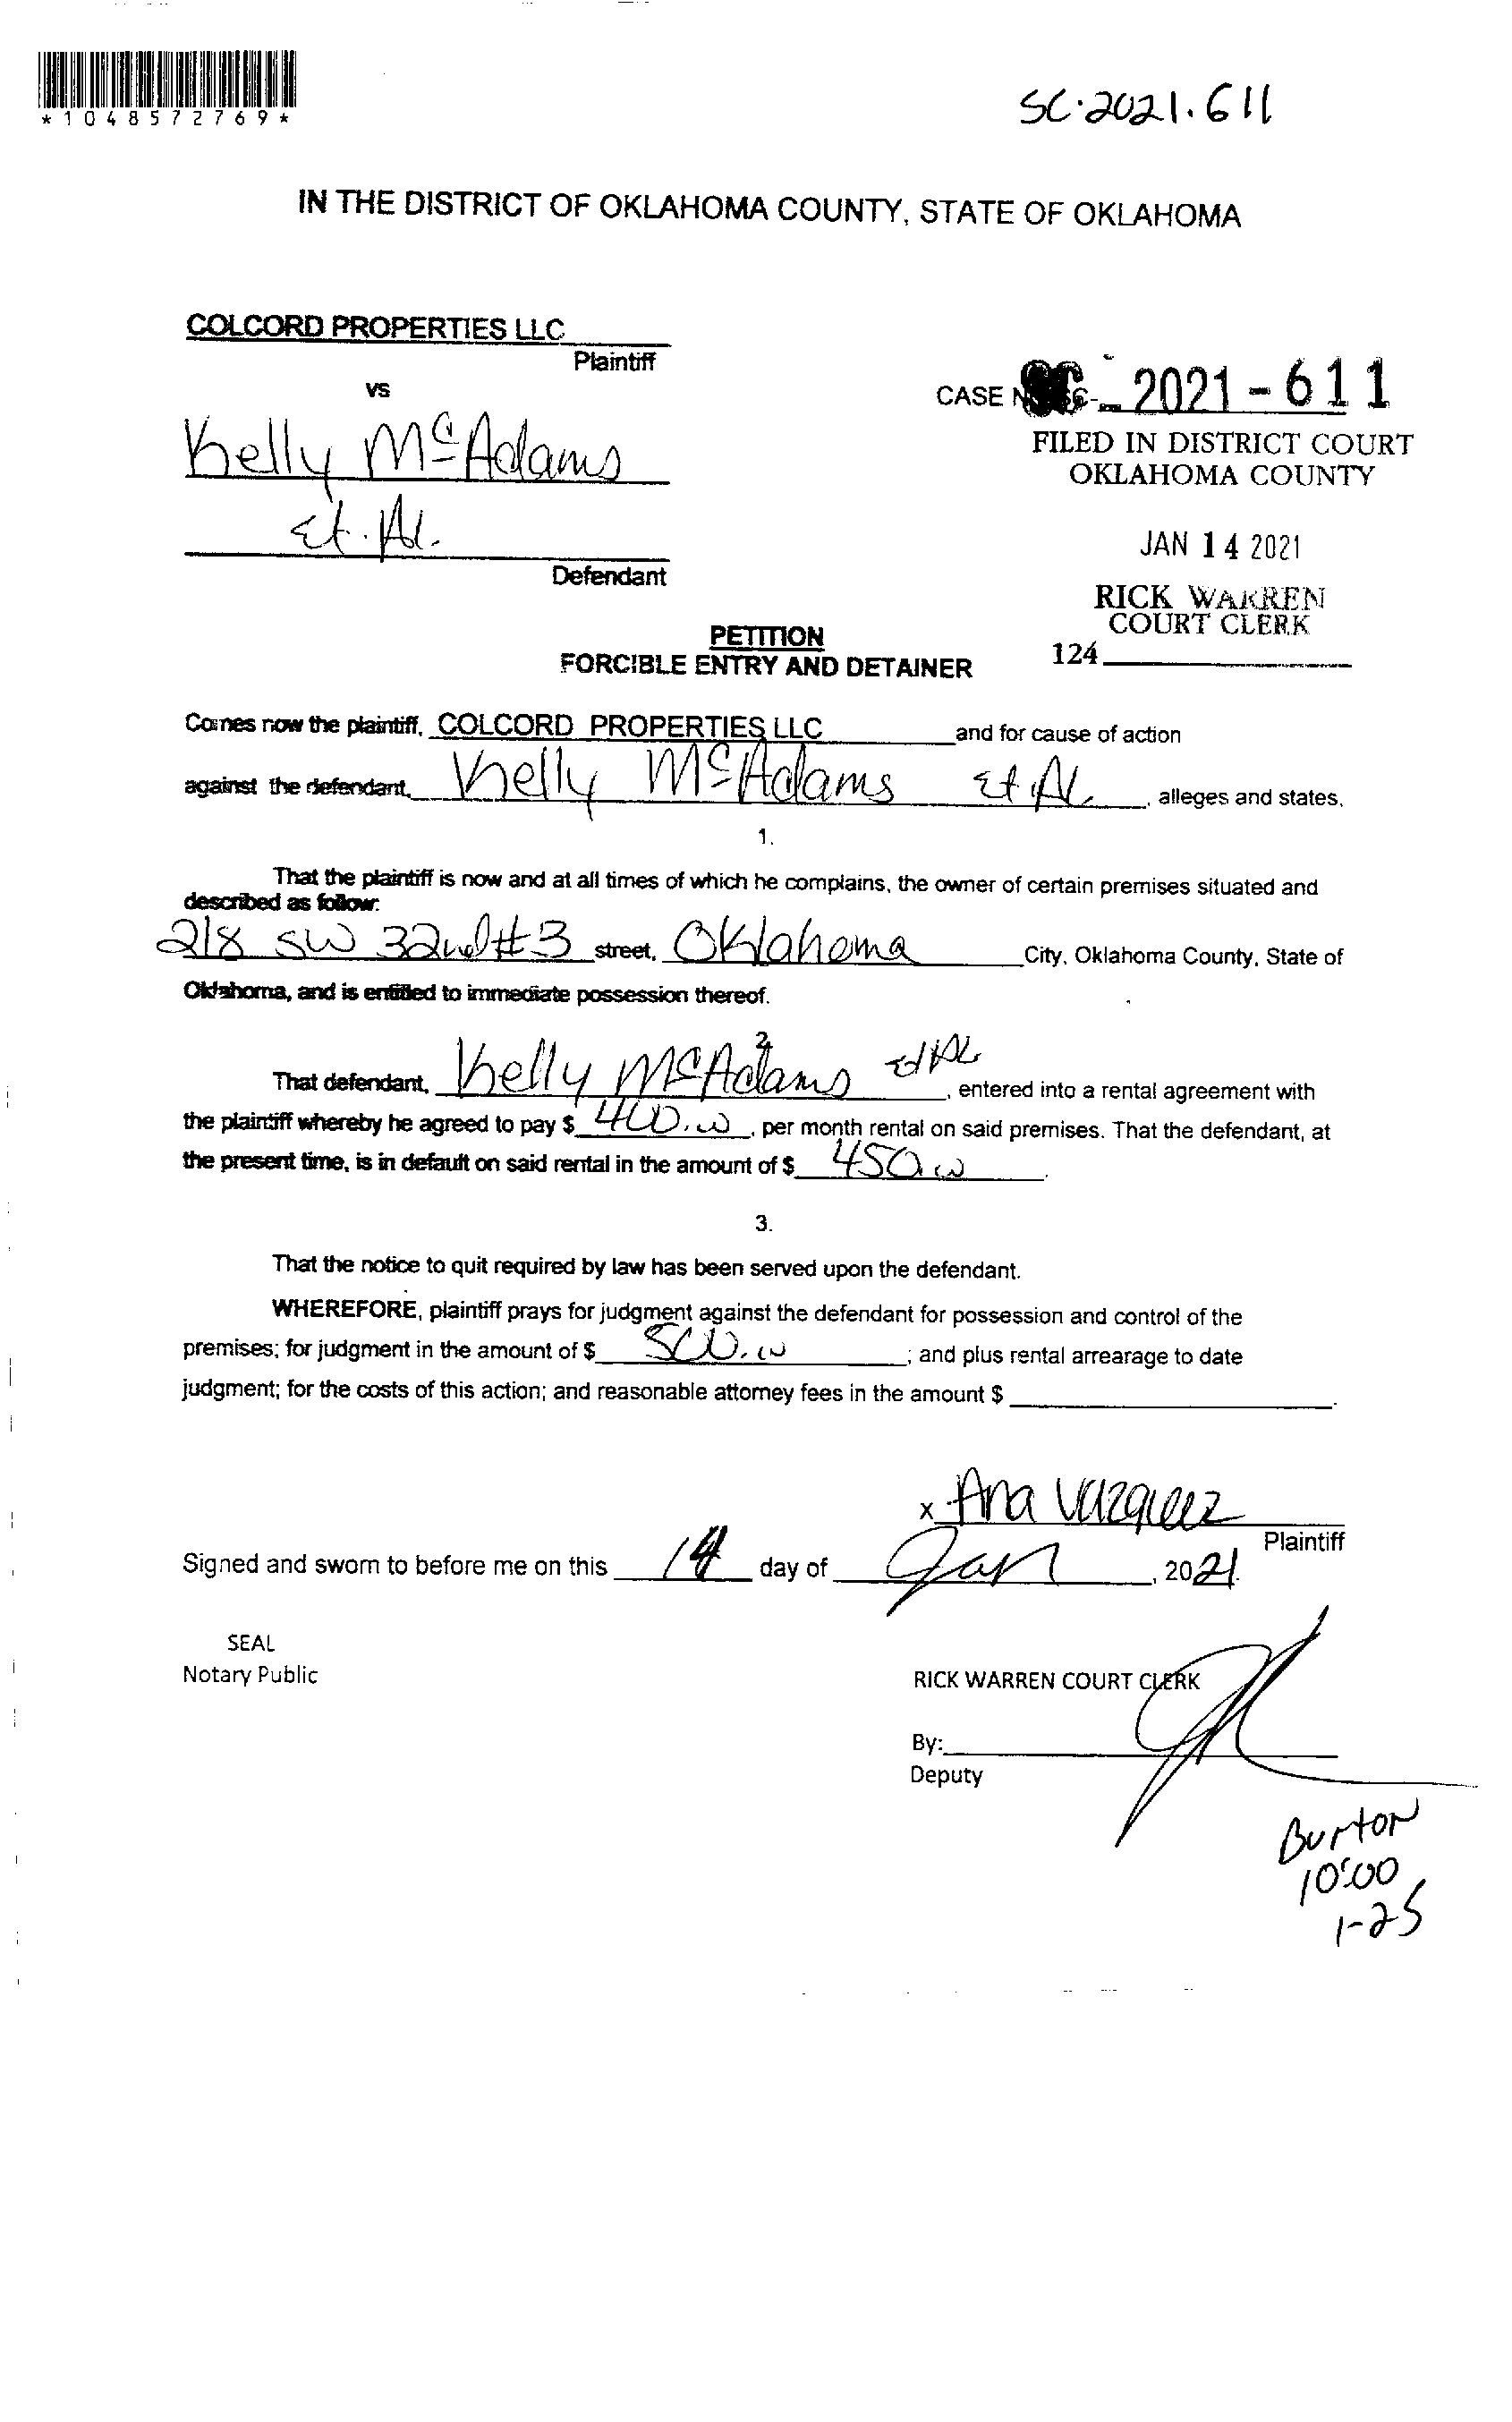 *1048572769*
SC.2021.611
IN THE DISTRICT OF OKLAHOMA COUNTY, STATE OF OKLAHOMA
COLCORD PROPERTIES LLC
Plaintiff
vs
Kelly McAdams
Et. Al.
Defendant
CASE 2021-611
FILED IN DISTRICT COURT
OKLAHOMA COUNTY
JAN 14 2021
RICK WARREN
COURT CLERK
124
PETITION
FORCIBLE ENTRY AND DETAINER
Comes now the plaintiff, COLCORD PROPERTIES LLC and for cause of action
against the defendant, Kelly McAdams Et Al, alleges and states,
1.
That the plaintiff is now and at all times of which he complains, the owner of certain premises situated and
described as follow:
218 SW 32nd #3 street, Oklahoma City, Oklahoma County, State of
Oklahoma, and is entitled to immediate possession thereof.
2
That defendant, Kelly McAdams et Al, entered into a rental agreement with
the plaintiff whereby he agreed to pay $ 400.00, per month rental on said premises. That the defendant, at
the present time, is in default on said rental in the amount of $ 450.00.
3.
That the notice to quit required by law has been served upon the defendant.
WHEREFORE, plaintiff prays for judgment against the defendant for possession and control of the
premises; for judgment in the amount of $ 500.00; and plus rental arrearage to date
judgment; for the costs of this action; and reasonable attorney fees in the amount $
x Ana Vazquez
Plaintiff
Signed and sworn to before me on this 14 day of Jan, 2021.
SEAL
Notary Public
RICK WARREN COURT CLERK
By:
Deputy
Burton
10:00
1-25